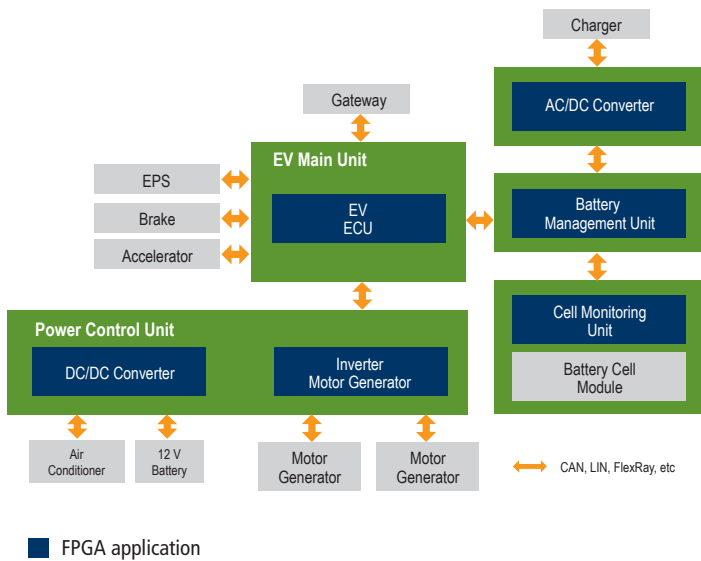 Charger
AC/DC Converter
Gateway
EV Main Unit
EPS
Brake
Accelerator
EV
ECU
Battery
Management Unit
Cell Monitoring
Unit
Battery Cell
Module
Power Control Unit
DC/DC Converter
Inverter
Motor Generator
Air
Conditioner
12 V
Battery
Motor
Generator
Motor
Generator
CAN, LIN, FlexRay, etc
FPGA application